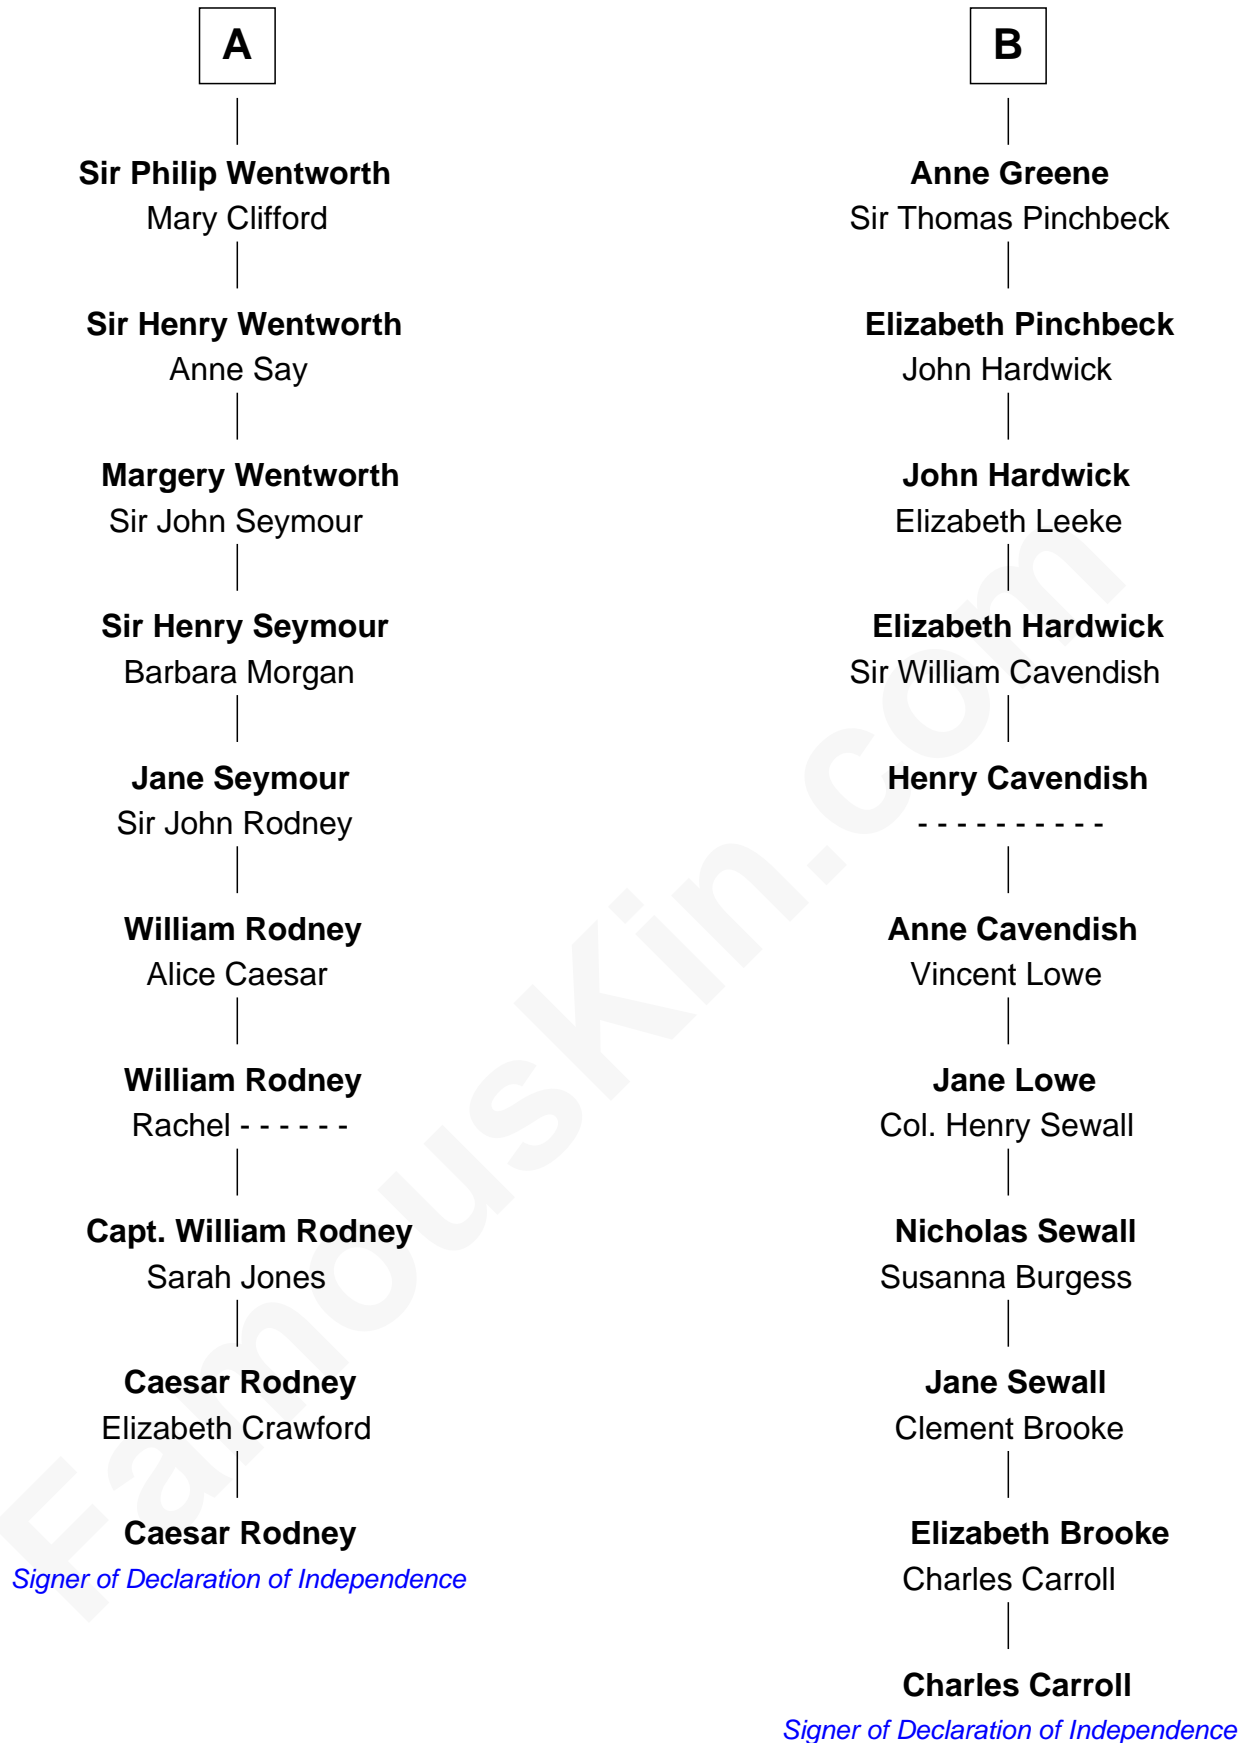 A
Sir Philip Wentworth
Mary Clifford
Sir Henry Wentworth
Anne Say
Margery Wentworth
Sir John Seymour
Sir Henry Seymour
Barbara Morgan
Jane Seymour
Sir John Rodney
William Rodney
Alice Caesar
William Rodney
Rachel - - - - - -
Capt. William Rodney
Sarah Jones
Caesar Rodney
Elizabeth Crawford
Caesar Rodney
Signer of Declaration of Independence
B
Anne Greene
Sir Thomas Pinchbeck
Elizabeth Pinchbeck
John Hardwick
John Hardwick
Elizabeth Leeke
Elizabeth Hardwick
Sir William Cavendish
Henry Cavendish
- - - - - - - - - -
Anne Cavendish
Vincent Lowe
Jane Lowe
Col. Henry Sewall
Nicholas Sewall
Susanna Burgess
Jane Sewall
Clement Brooke
Elizabeth Brooke
Charles Carroll
Charles Carroll
Signer of Declaration of Independence
FamousKin.com